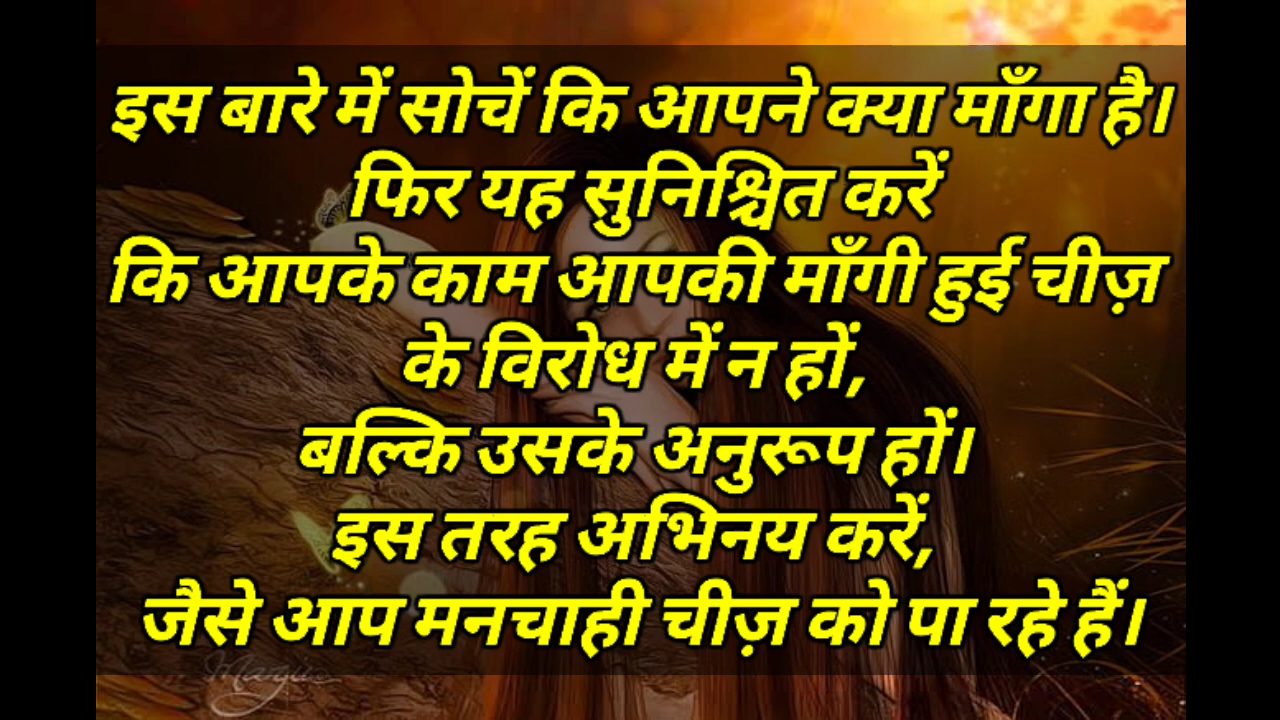 इस बारे में सोचें कि आपने क्या माँगा है।
फिर यह सुनिश्चित करें
कि आपके काम आपकी माँगी हुई चीज़
के विरोध में न हों,
बल्कि उसके अनुरूप हों।
इस तरह अभिनय करें,
जैसे आप मनचाही चीज़ को पा रहे हैं।